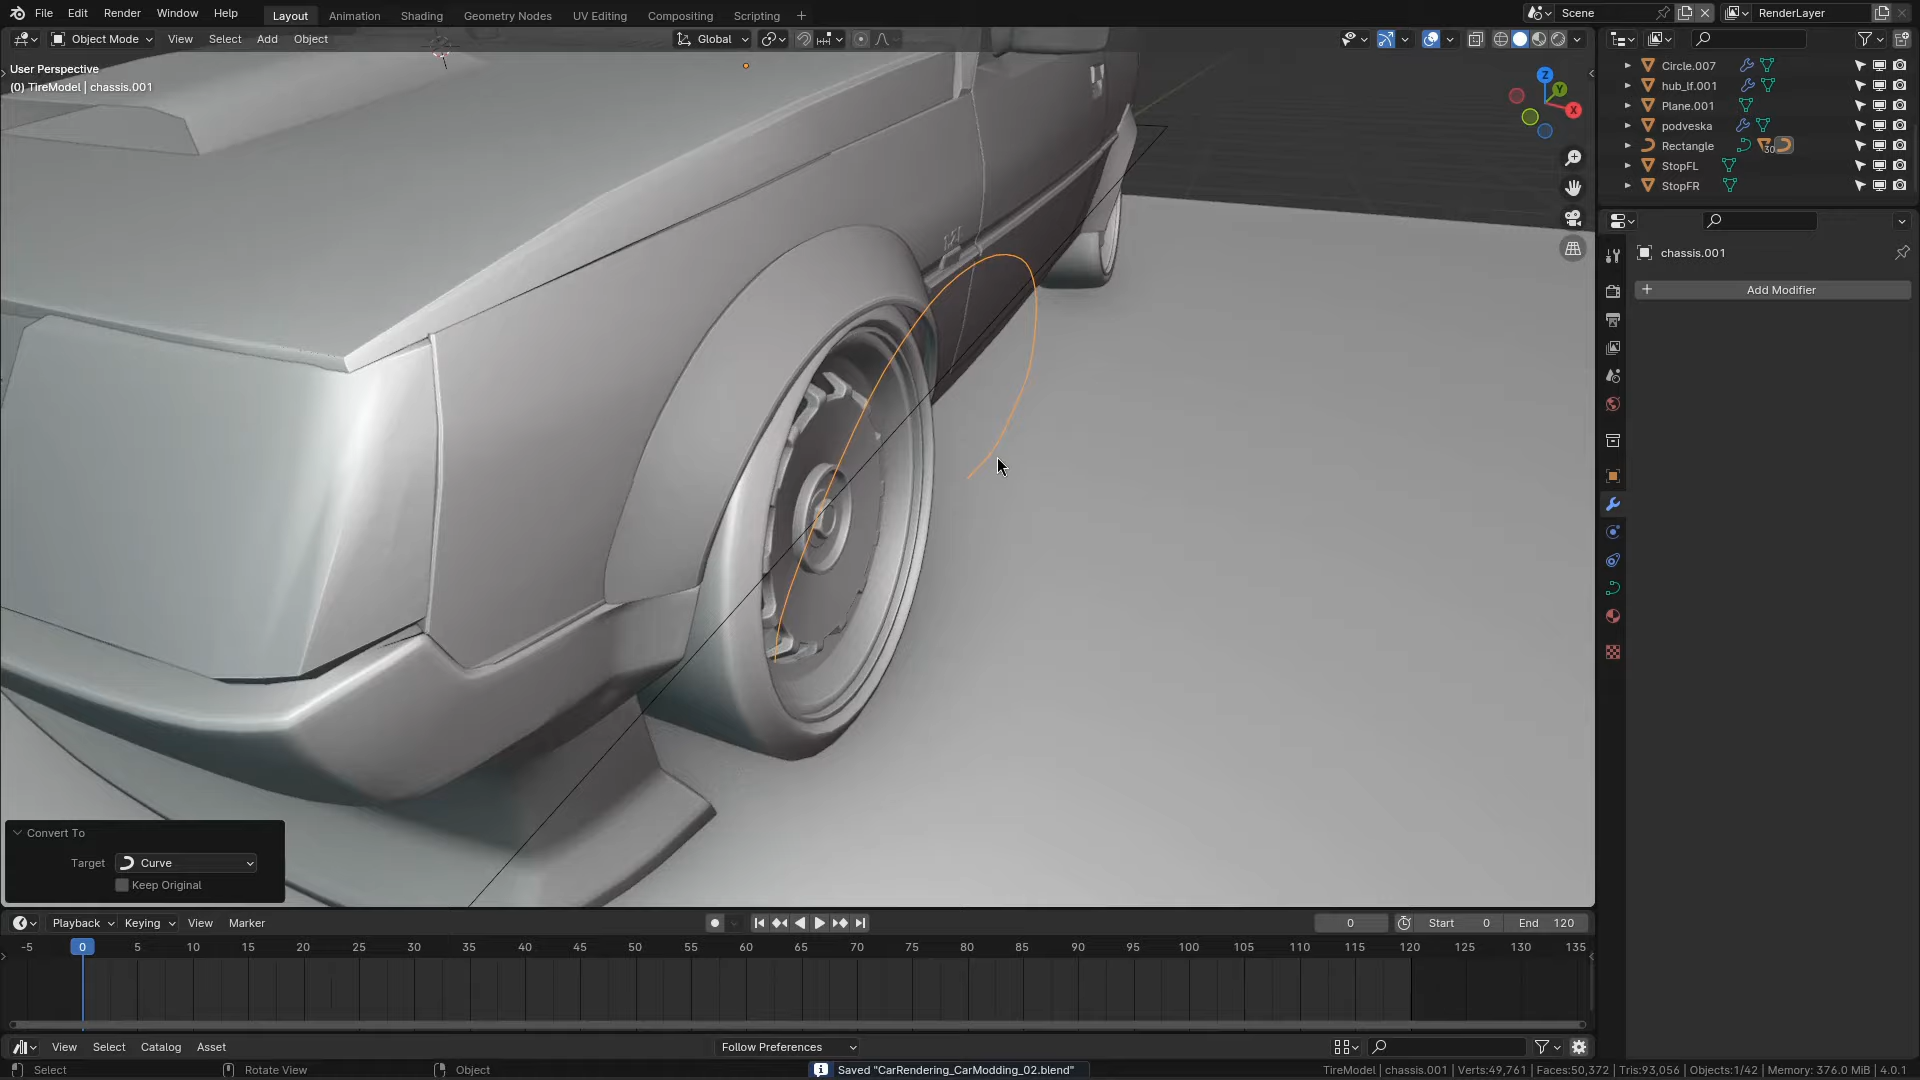 File Edit Render Window Help Layout Animation Shading Geometry Nodes UV Editing Compositing Scripting Scene RenderLayer
Object Mode View Select Add Object Global
User Perspective
(0) TireModel | chassis.001
Z
Y
X
Circle.007
hub_lf.001
Plane.001
podveska
Rectangle 30
StopFL
StopFR
chassis.001
Add Modifier
Convert To
Target Curve
Keep Original
Playback Keying View Marker 0 Start 0 End 120
-5 0 5 10 15 20 25 30 35 40 45 50 55 60 65 70 75 80 85 90 95 100 105 110 115 120 125 130 135
View Select Catalog Asset Follow Preferences
Select Rotate View Object Saved "CarRendering_CarModding_02.blend" TireModel | chassis.001 | Verts:49,761 | Faces:50,372 | Tris:93,056 | Objects:1/42 | Memory: 376.0 MiB | 4.0.1